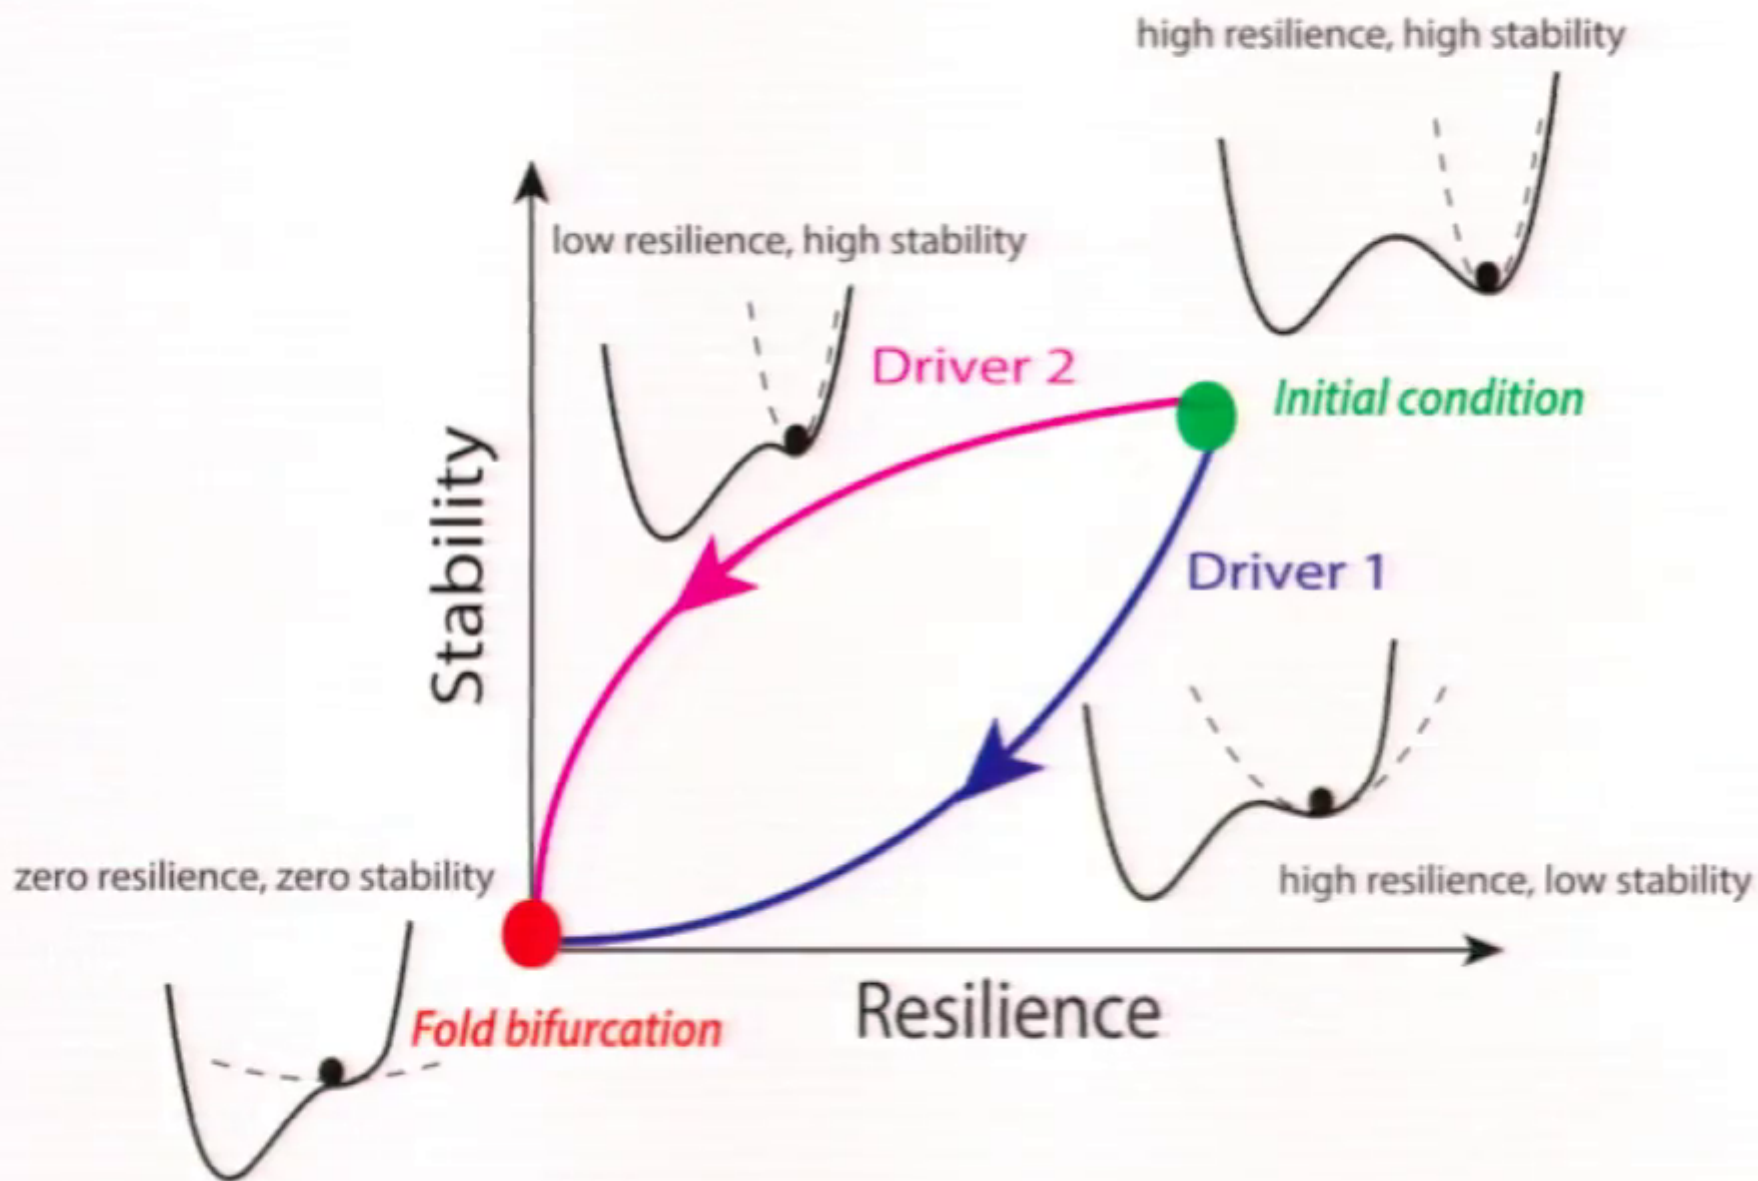 high resilience, high stability
low resilience, high stability
Driver 2
Initial condition
Stability
Driver 1
zero resilience, zero stability
high resilience, low stability
Fold bifurcation
Resilience